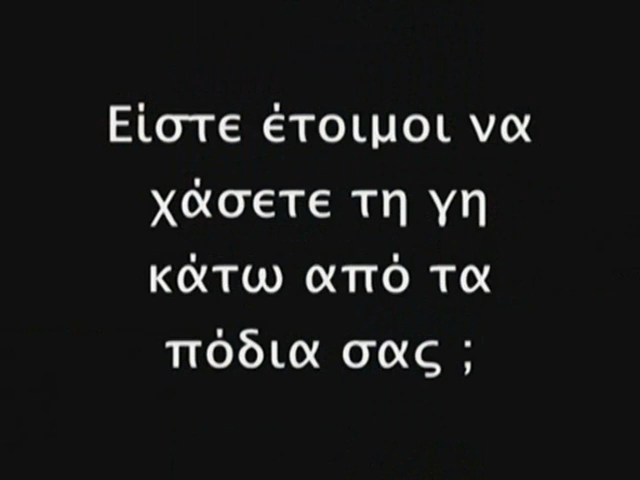 Είστε έτοιμοι να
χάσετε τη γη
κάτω από τα
πόδια σας ;